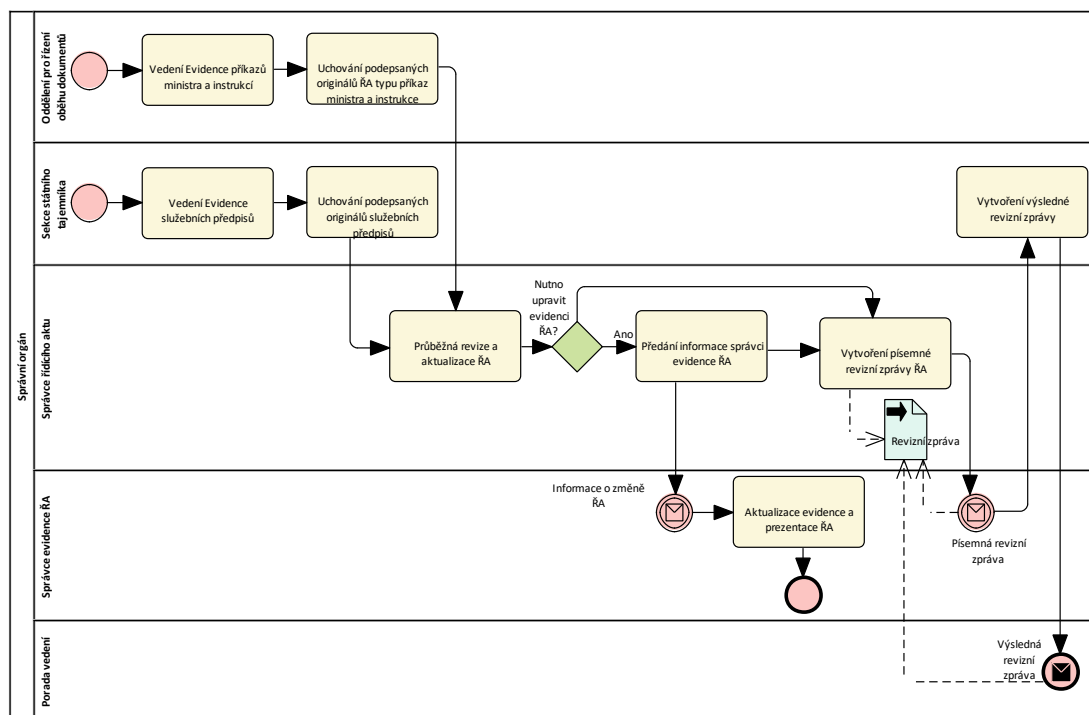 Správní orgán
Oddělení pro řízení
oběhu dokumentů
Vedení Evidence příkazů
ministra a instrukcí
Uchování podepsaných
originálů ŘA typu příkaz
ministra a instrukce
Sekce státního
tajemníka
Vedení Evidence
služebních předpisů
Uchování podepsaných
originálů služebních
předpisů
Vytvoření výsledné
revizní zprávy
Správce řídícího aktu
Průběžná revize a
aktualizace ŘA
Nutno
upravit
evidenci
ŘA?
Ano
Předání informace správci
evidence ŘA
Vytvoření písemné
revizní zprávy ŘA
Revizní zpráva
Správce evidence ŘA
Informace o změně
ŘA
Aktualizace evidence a
prezentace ŘA
Písemná revizní
zpráva
Porada vedení
Výsledná
revizní
zpráva